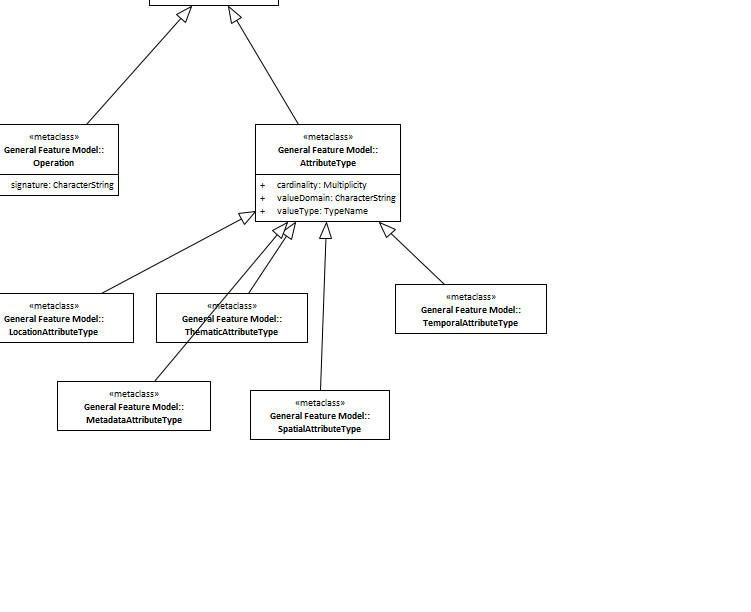 «metaclass»
General Feature Model::
Operation
signature: CharacterString
«metaclass»
General Feature Model::
AttributeType
+ cardinality: Multiplicity
+ valueDomain: CharacterString
+ valueType: TypeName
«metaclass»
General Feature Model::
LocationAttributeType
«metaclass»
General Feature Model::
ThematicAttributeType
«metaclass»
General Feature Model::
TemporalAttributeType
«metaclass»
General Feature Model::
MetadataAttributeType
«metaclass»
General Feature Model::
SpatialAttributeType